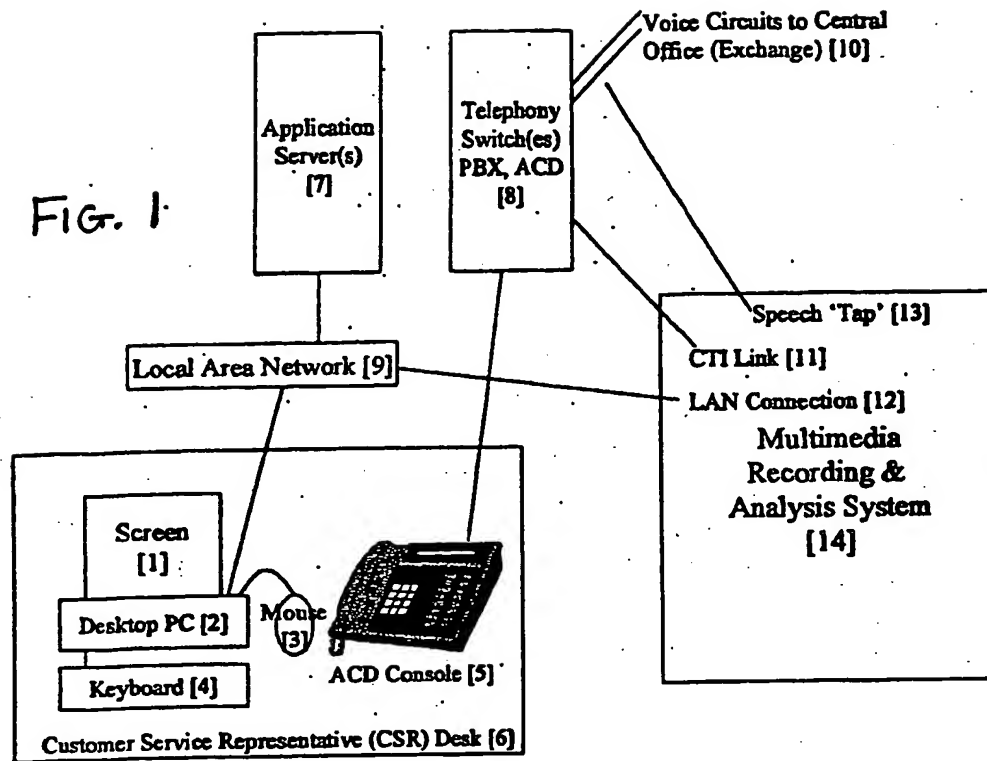 Voice Circuits to Central
Office (Exchange) [10]
Application
Server(s)
[7]
Telephony
Switch(es)
PBX, ACD
[8]
FIG. 1
Speech ‘Tap’ [13]
CTI Link [11]
Local Area Network [9]
LAN Connection [12]
Multimedia
Recording &
Analysis System
[14]
Screen
[1]
Desktop PC [2]
Mouse
[3]
Keyboard [4]
ACD Console [5]
Customer Service Representative (CSR) Desk [6]